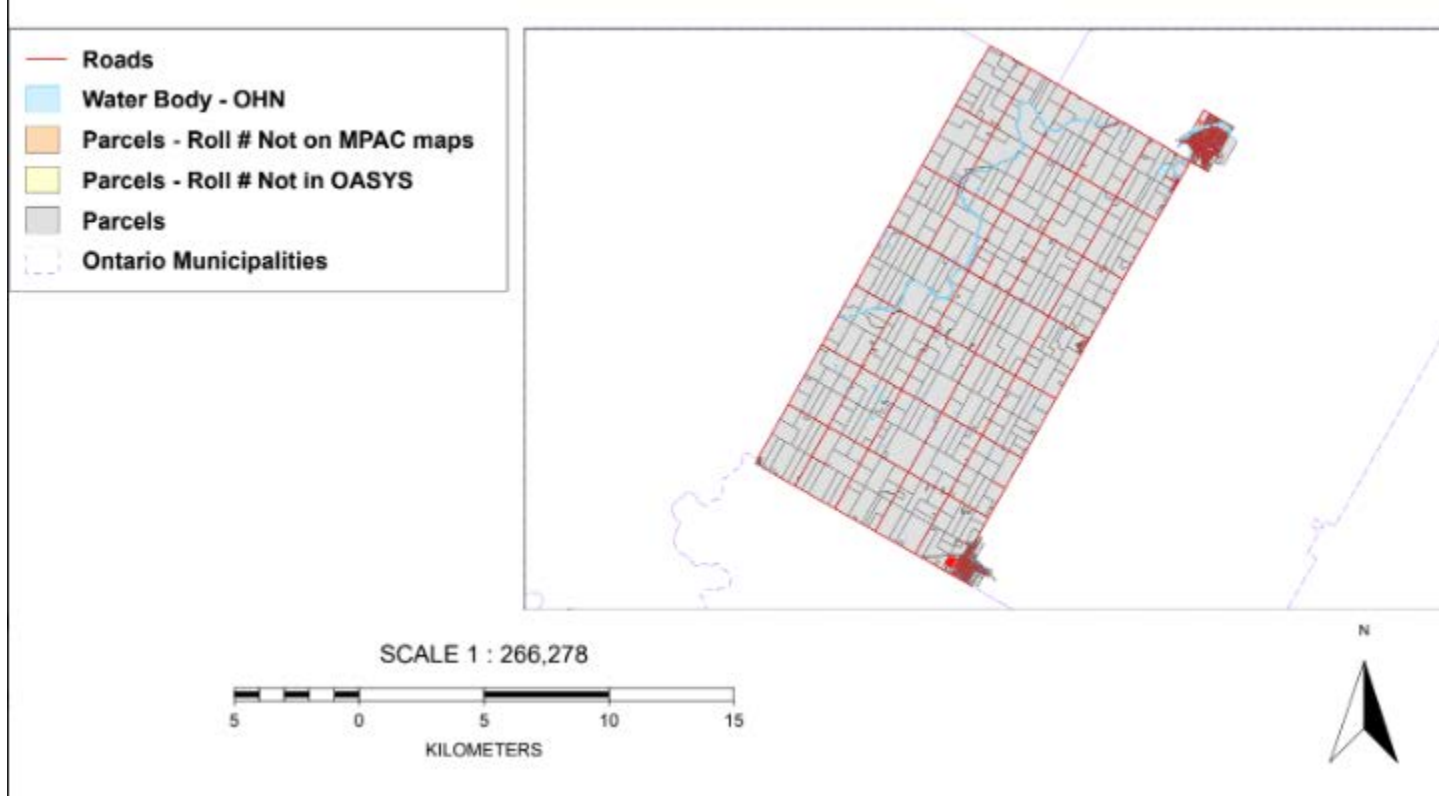 Roads
Water Body - OHN
Parcels - Roll # Not on MPAC maps
Parcels - Roll # Not in OASYS
Parcels
Ontario Municipalities
SCALE 1 : 266,278
5 0 5 10 15
KILOMETERS
N